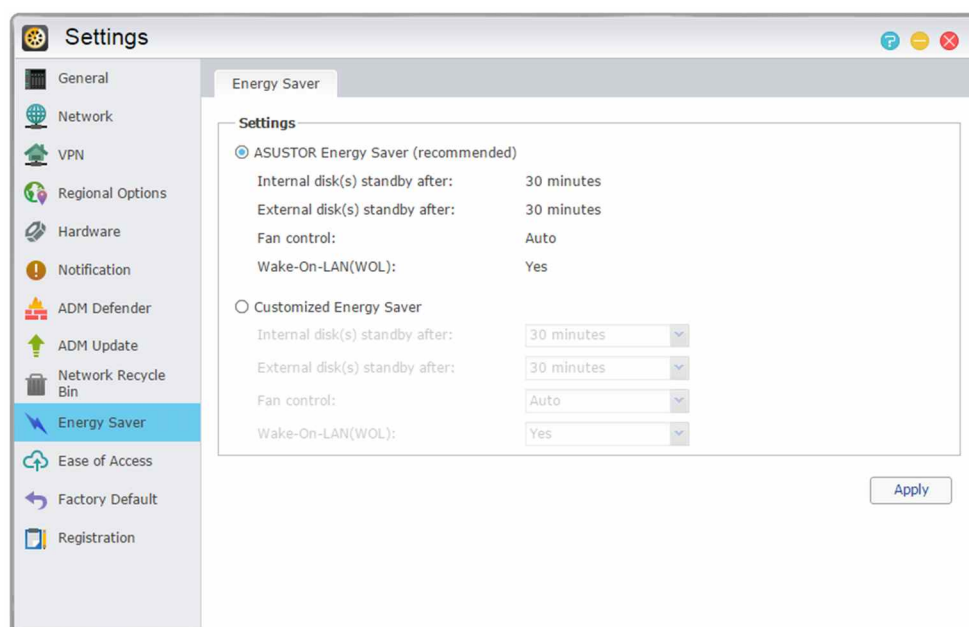 Settings
General
Network
VPN
Regional Options
Hardware
Notification
ADM Defender
ADM Update
Network Recycle
Bin
Energy Saver
Ease of Access
Factory Default
Registration
Energy Saver
Settings
ASUSTOR Energy Saver (recommended)
Internal disk(s) standby after: 30 minutes
External disk(s) standby after: 30 minutes
Fan control: Auto
Wake-On-LAN(WOL): Yes
Customized Energy Saver
Internal disk(s) standby after: 30 minutes
External disk(s) standby after: 30 minutes
Fan control: Auto
Wake-On-LAN(WOL): Yes
Apply